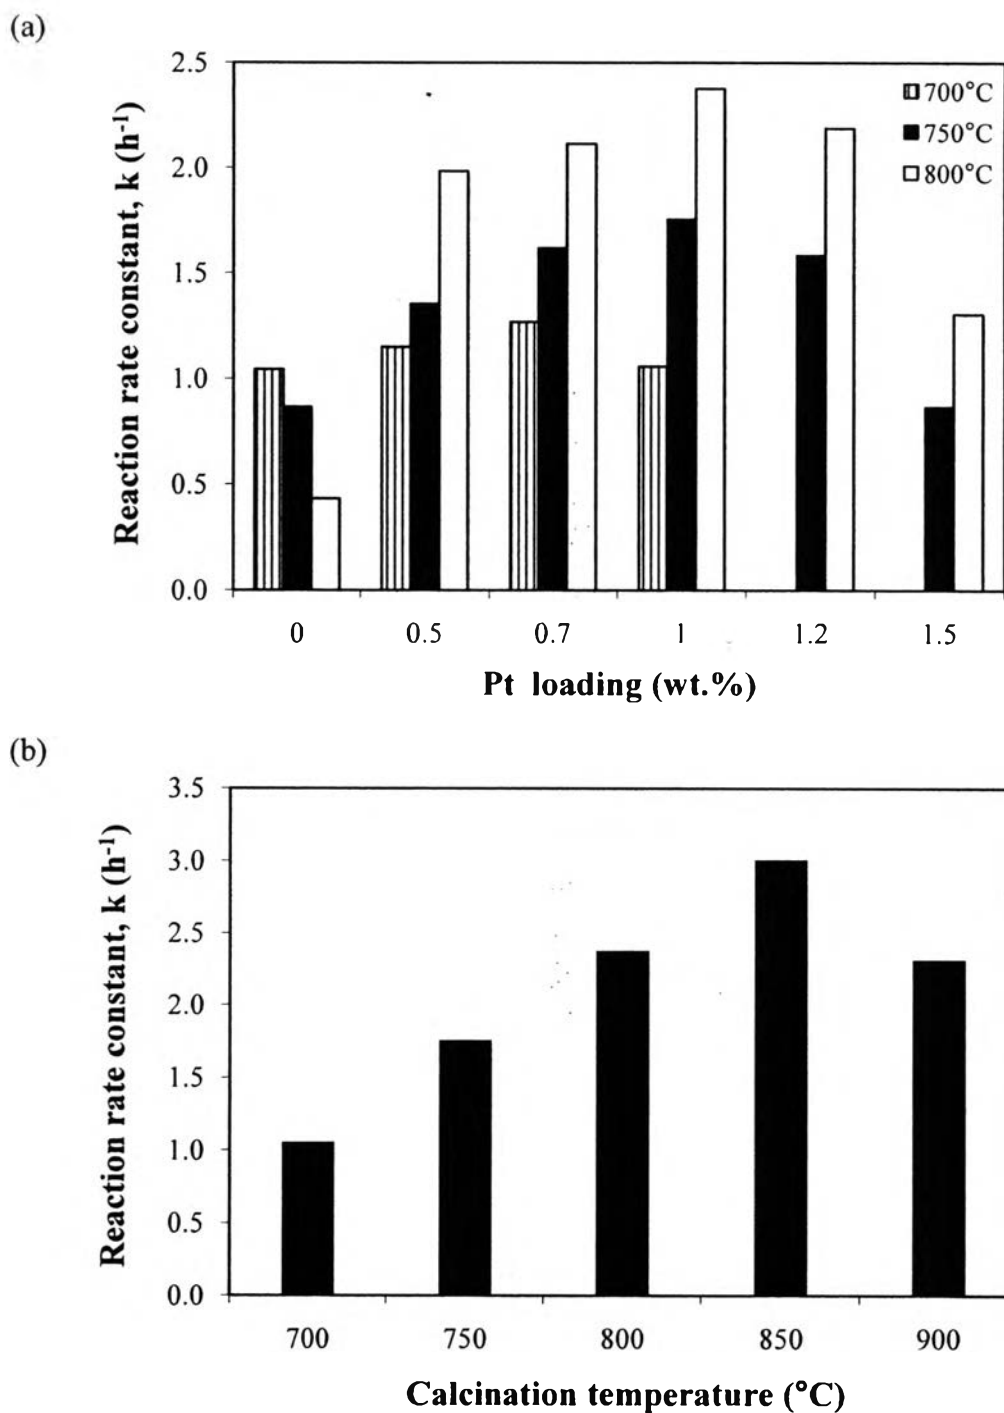 (a)
Reaction rate constant, k (h-1)
2.5
2.0
1.5
1.0
0.5
0.0
700°C
750°C
800°C
0 0.5 0.7 1 1.2 1.5
Pt loading (wt.%)
(b)
Reaction rate constant, k (h-1)
3.5
3.0
2.5
2.0
1.5
1.0
0.5
0.0
700 750 800 850 900
Calcination temperature (°C)